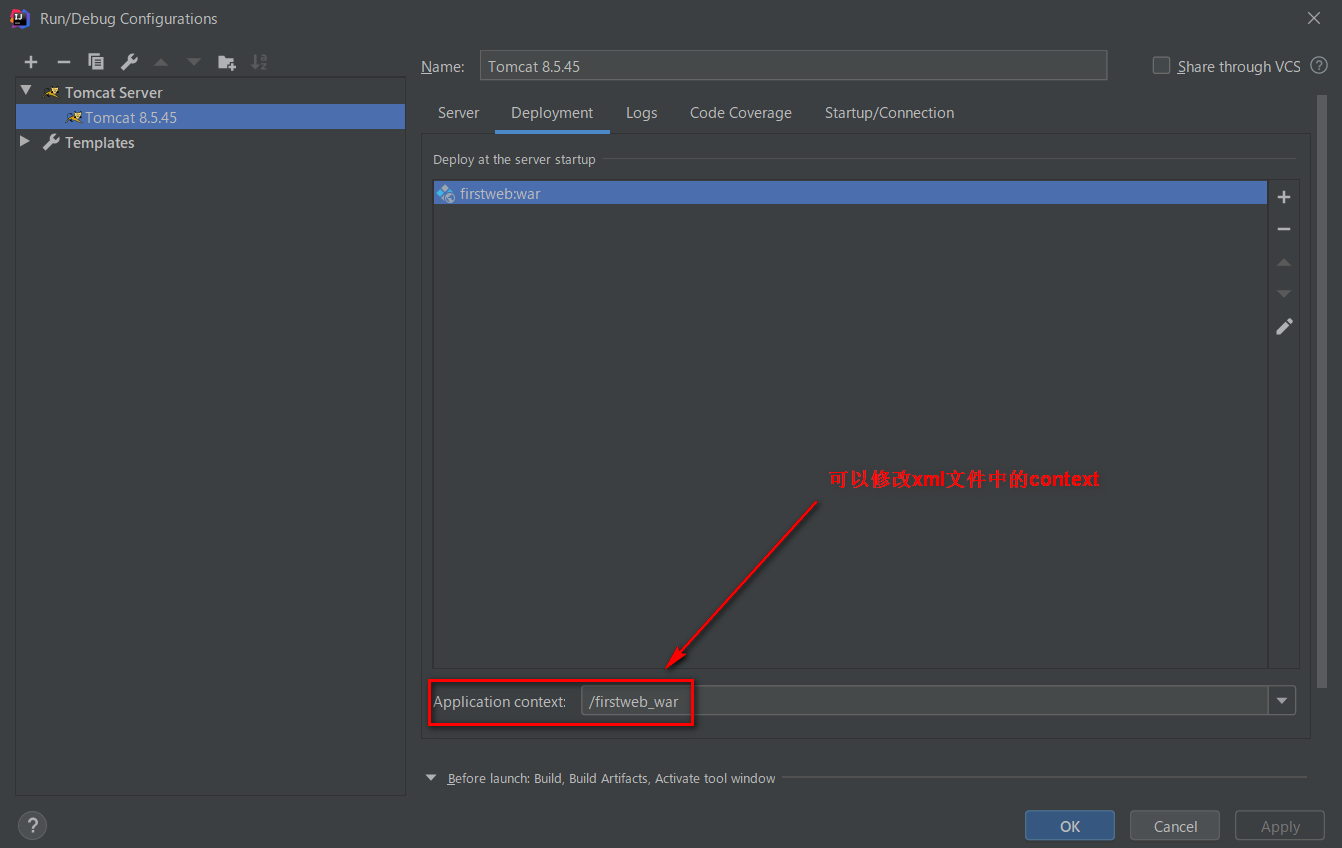 Run/Debug Configurations
Name: Tomcat 8.5.45
Share through VCS ?
Tomcat Server
Tomcat 8.5.45
Templates
Server Deployment Logs Code Coverage Startup/Connection
Deploy at the server startup
firstweb:war
可以修改xml文件中的context
Application context: /firstweb_war
Before launch: Build, Build Artifacts, Activate tool window
? OK Cancel Apply